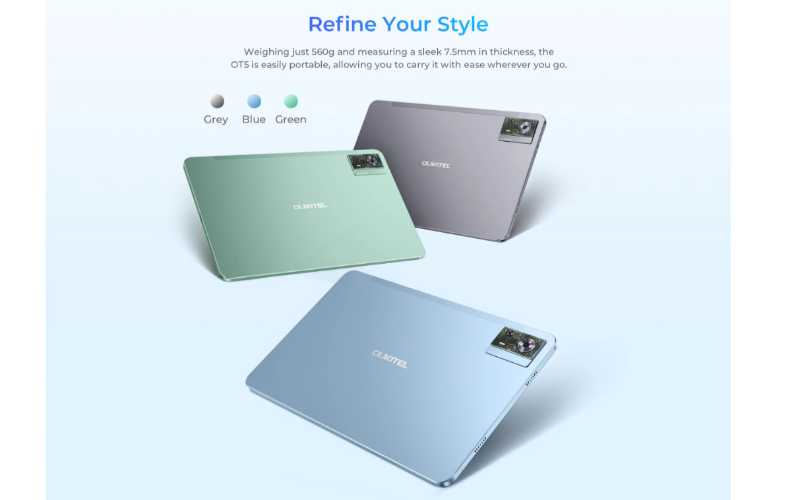 Refine Your Style
Weighing just 560g and measuring a sleek 7.5mm in thickness, the
OT5 is easily portable, allowing you to carry it with ease wherever you go.
Grey Blue Green
OUKITEL
OUKITEL
OUKITEL